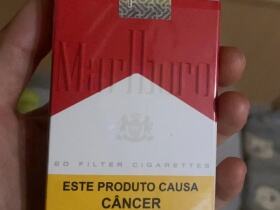 Marlboro
20 FILTER CIGARETTES
ESTE PRODUTO CAUSA
CÂNCER